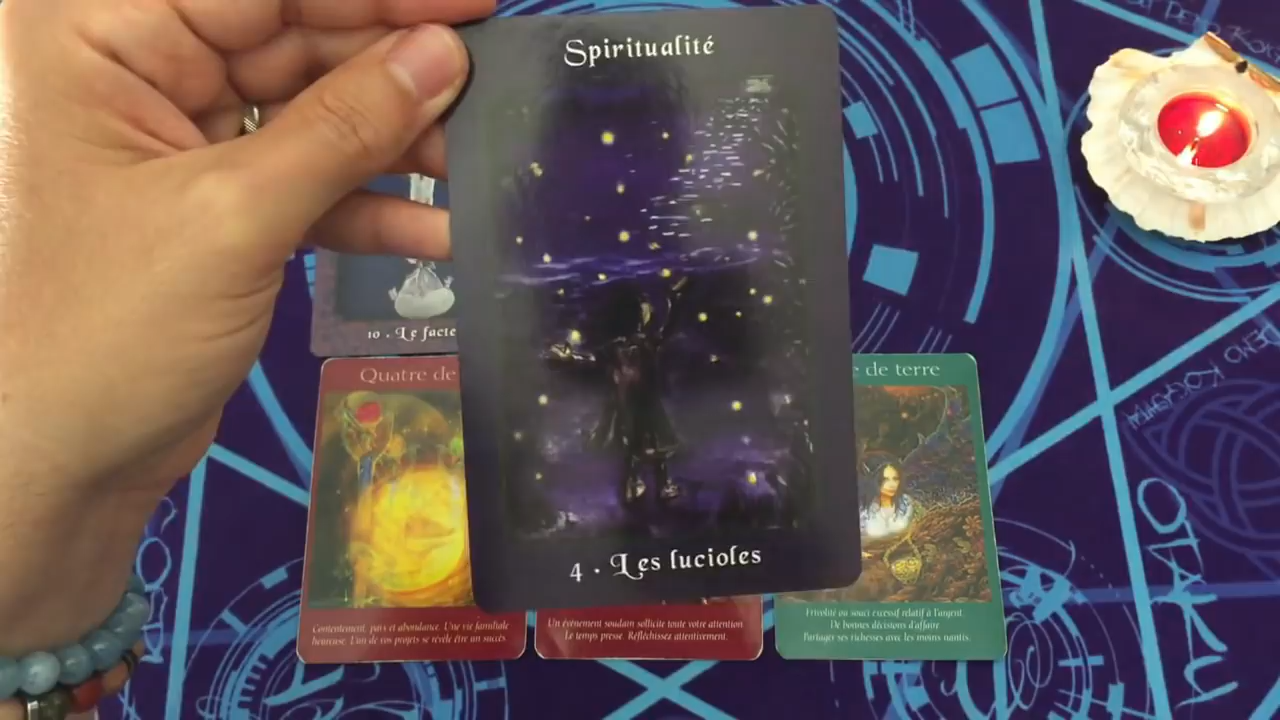 Spiritualité
4 . Les lucioles
10 . Le facte
Quatre de
de terre
Contentement, paix et abondance. Une vie familiale
heureuse. L'un de vos projets se révèle être un succès.
Un événement soudain sollicite toute votre attention
Le temps presse. Réfléchissez attentivement.
Frivolité ou souci excessif relatif à l'argent.
De bonnes décisions d'affaire
Partager ses richesses avec les moins nantis.
OTAKU